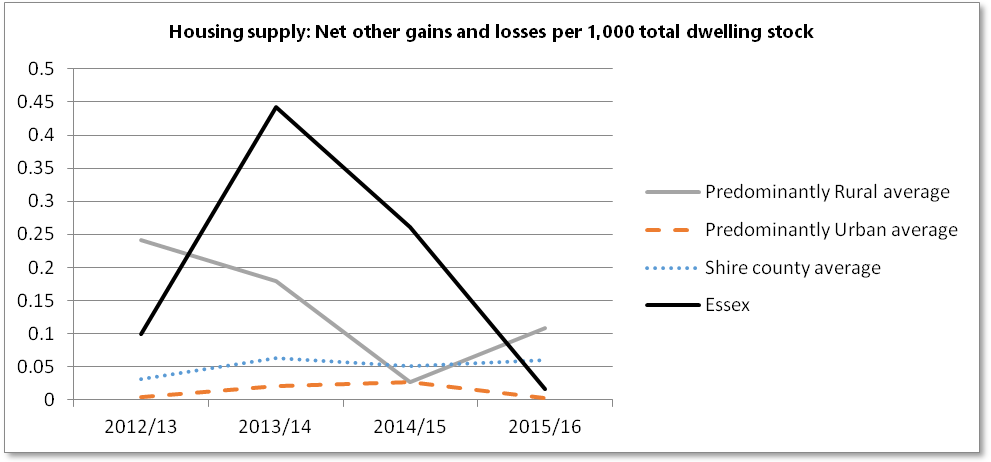 Housing supply: Net other gains and losses per 1,000 total dwelling stock
0.5
0.45
0.4
0.35
0.3
0.25
0.2
0.15
0.1
0.05
0
2012/13 2013/14 2014/15 2015/16
Predominantly Rural average
Predominantly Urban average
Shire county average
Essex